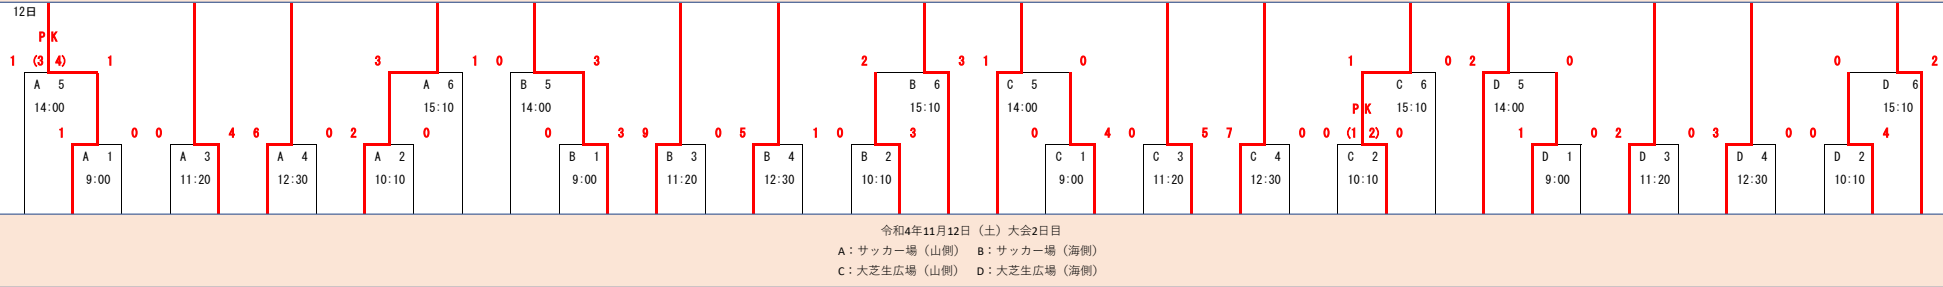 12日
PK
1 (3 4) 1 3 1 0 3 2 3 1 0 1 0 2 0 0 2
A 5 A 6 B 5 B 6 C 5 C 6 D 5 D 6
14:00 15:10 14:00 15:10 14:00 15:10 14:00 15:10
PK
1 0 0 4 6 0 2 0 0 3 9 0 5 1 0 3 0 4 0 5 7 0 0 (1 2) 0 1 0 2 0 3 0 0 4
A 1 A 3 A 4 A 2 B 1 B 3 B 4 B 2 C 1 C 3 C 4 C 2 D 1 D 3 D 4 D 2
9:00 11:20 12:30 10:10 9:00 11:20 12:30 10:10 9:00 11:20 12:30 10:10 9:00 11:20 12:30 10:10
令和4年11月12日（土）大会2日目
A：サッカー場（山側） B：サッカー場（海側）
C：大芝生広場（山側） D：大芝生広場（海側）